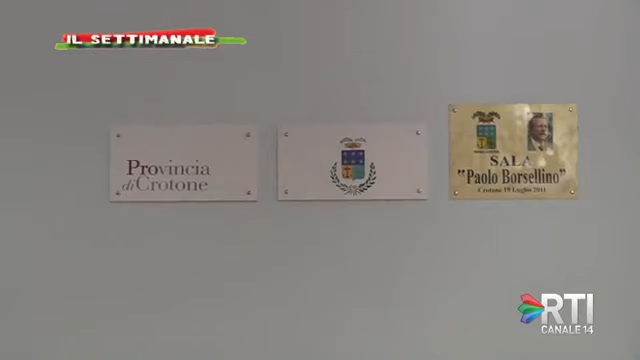 IL SETTIMANALE
Provincia
di Crotone
SALA
"Paolo Borsellino"
Crotone 19 Luglio 2011
RTI
CANALE 14